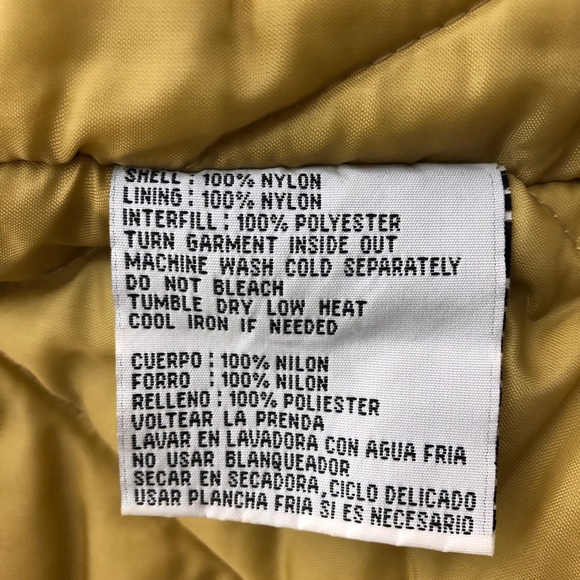 SHELL: 100% NYLON
LINING: 100% NYLON
INTERFILL: 100% POLYESTER
TURN GARMENT INSIDE OUT
MACHINE WASH COLD SEPARATELY
DO NOT BLEACH
TUMBLE DRY LOW HEAT
COOL IRON IF NEEDED
CUERPO: 100% NILON
FORRO : 100% NILON
RELLENO: 100% POLIESTER
VOLTEAR LA PRENDA
LAVAR EN LAVADORA CON AGUA FRIA
NO USAR BLANQUEADOR
SECAR EN SECADORA, CICLO DELICADO
USAR PLANCHA FRIA SI ES NECESARIO